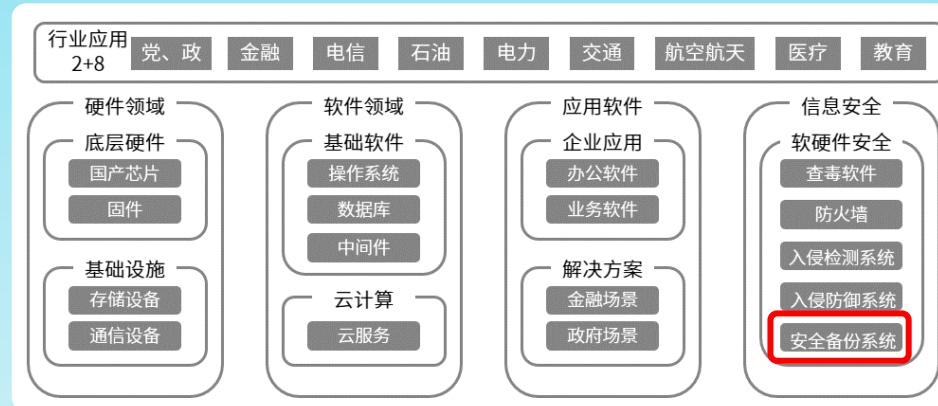 行业应用
2+8
党、政
金融
电信
石油
电力
交通
航空航天
医疗
教育
硬件领域
底层硬件
国产芯片
固件
基础设施
存储设备
通信设备
软件领域
基础软件
操作系统
数据库
中间件
云计算
云服务
应用软件
企业应用
办公软件
业务软件
解决方案
金融场景
政府场景
信息安全
软硬件安全
查毒软件
防火墙
入侵检测系统
入侵防御系统
安全备份系统